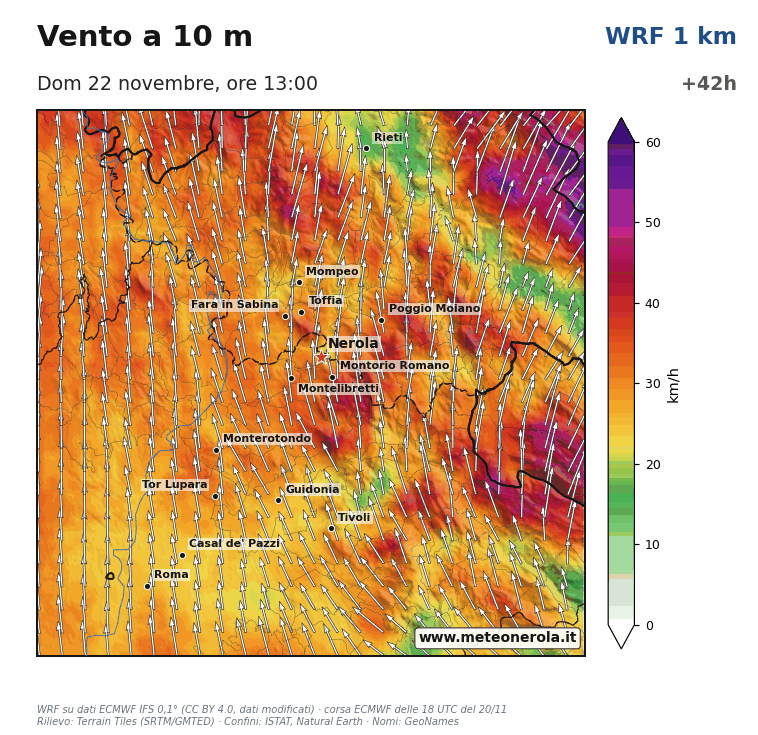 Vento a 10 m
WRF 1 km
Dom 22 novembre, ore 13:00
+42h
Rieti
Mompeo
Fara in Sabina
Toffia
Poggio Moiano
Nerola
Montorio Romano
Montelibretti
Monterotondo
Tor Lupara
Guidonia
Tivoli
Casal de' Pazzi
Roma
www.meteonerola.it
60
50
40
30
20
10
0
km/h
WRF su dati ECMWF IFS 0,1° (CC BY 4.0, dati modificati) · corsa ECMWF delle 18 UTC del 20/11
Rilievo: Terrain Tiles (SRTM/GMTED) · Confini: ISTAT, Natural Earth · Nomi: GeoNames